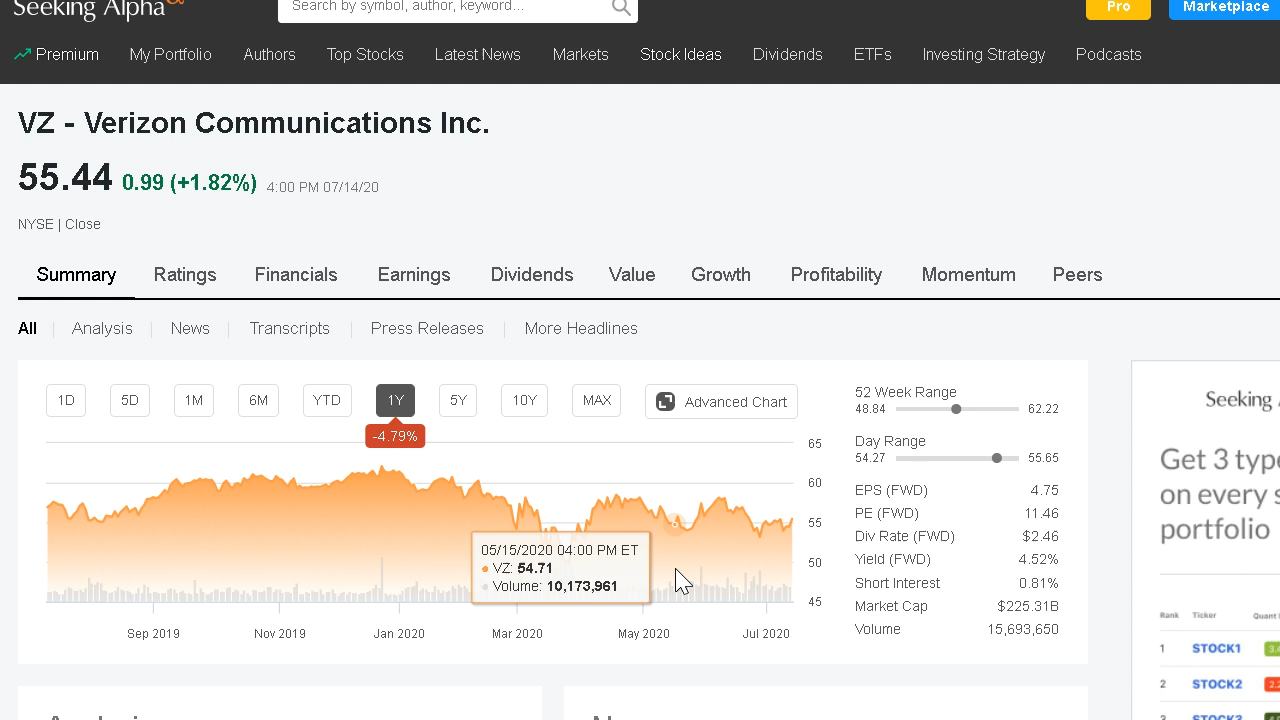 Seeking Alpha α
Search by symbol, author, keyword...
Pro
Marketplace
Premium My Portfolio Authors Top Stocks Latest News Markets Stock Ideas Dividends ETFs Investing Strategy Podcasts
VZ - Verizon Communications Inc.
55.44 0.99 (+1.82%) 4:00 PM 07/14/20
NYSE | Close
Summary Ratings Financials Earnings Dividends Value Growth Profitability Momentum Peers
All Analysis News Transcripts Press Releases More Headlines
1D 5D 1M 6M YTD 1Y 5Y 10Y MAX Advanced Chart
-4.79%
65
60
55
50
45
05/15/2020 04:00 PM ET
VZ: 54.71
Volume: 10,173,961
Sep 2019 Nov 2019 Jan 2020 Mar 2020 May 2020 Jul 2020
52 Week Range
48.84 62.22
Day Range
54.27 55.65
EPS (FWD) 4.75
PE (FWD) 11.46
Div Rate (FWD) $2.46
Yield (FWD) 4.52%
Short Interest 0.81%
Market Cap $225.31B
Volume 15,693,650
Seeking
Get 3 type
on every s
portfolio
Rank Ticker Quant
1 STOCK1 3.4
2 STOCK2 2.2
3 STOCK3